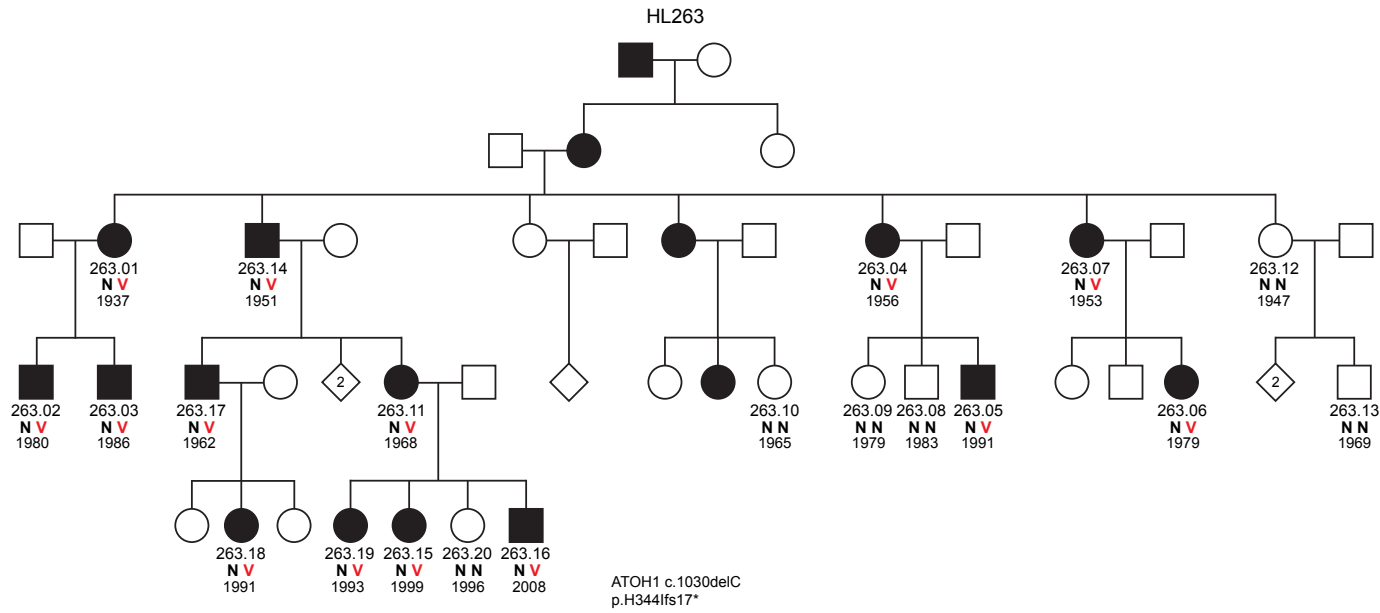 HL263
263.01
N V
1937
263.14
N V
1951
263.04
N V
1956
263.07
N V
1953
263.12
N N
1947
263.02
N V
1980
263.03
N V
1986
263.17
N V
1962
2
263.11
N V
1968
263.10
N N
1965
263.09
N N
1979
263.08
N N
1983
263.05
N V
1991
263.06
N V
1979
2
263.13
N N
1969
263.18
N V
1991
263.19
N V
1993
263.15
N V
1999
263.20
N N
1996
263.16
N V
2008
ATOH1 c.1030delC
p.H344Ifs17*